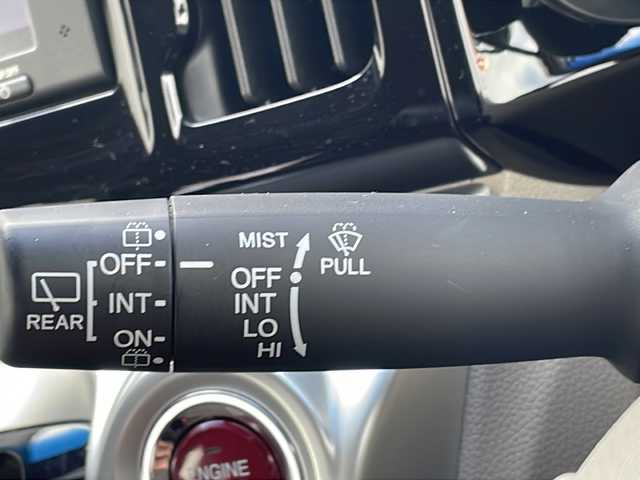 MIST
OFF
PULL
OFF
INT
INT
REAR
LO
ON
HI
ENGINE